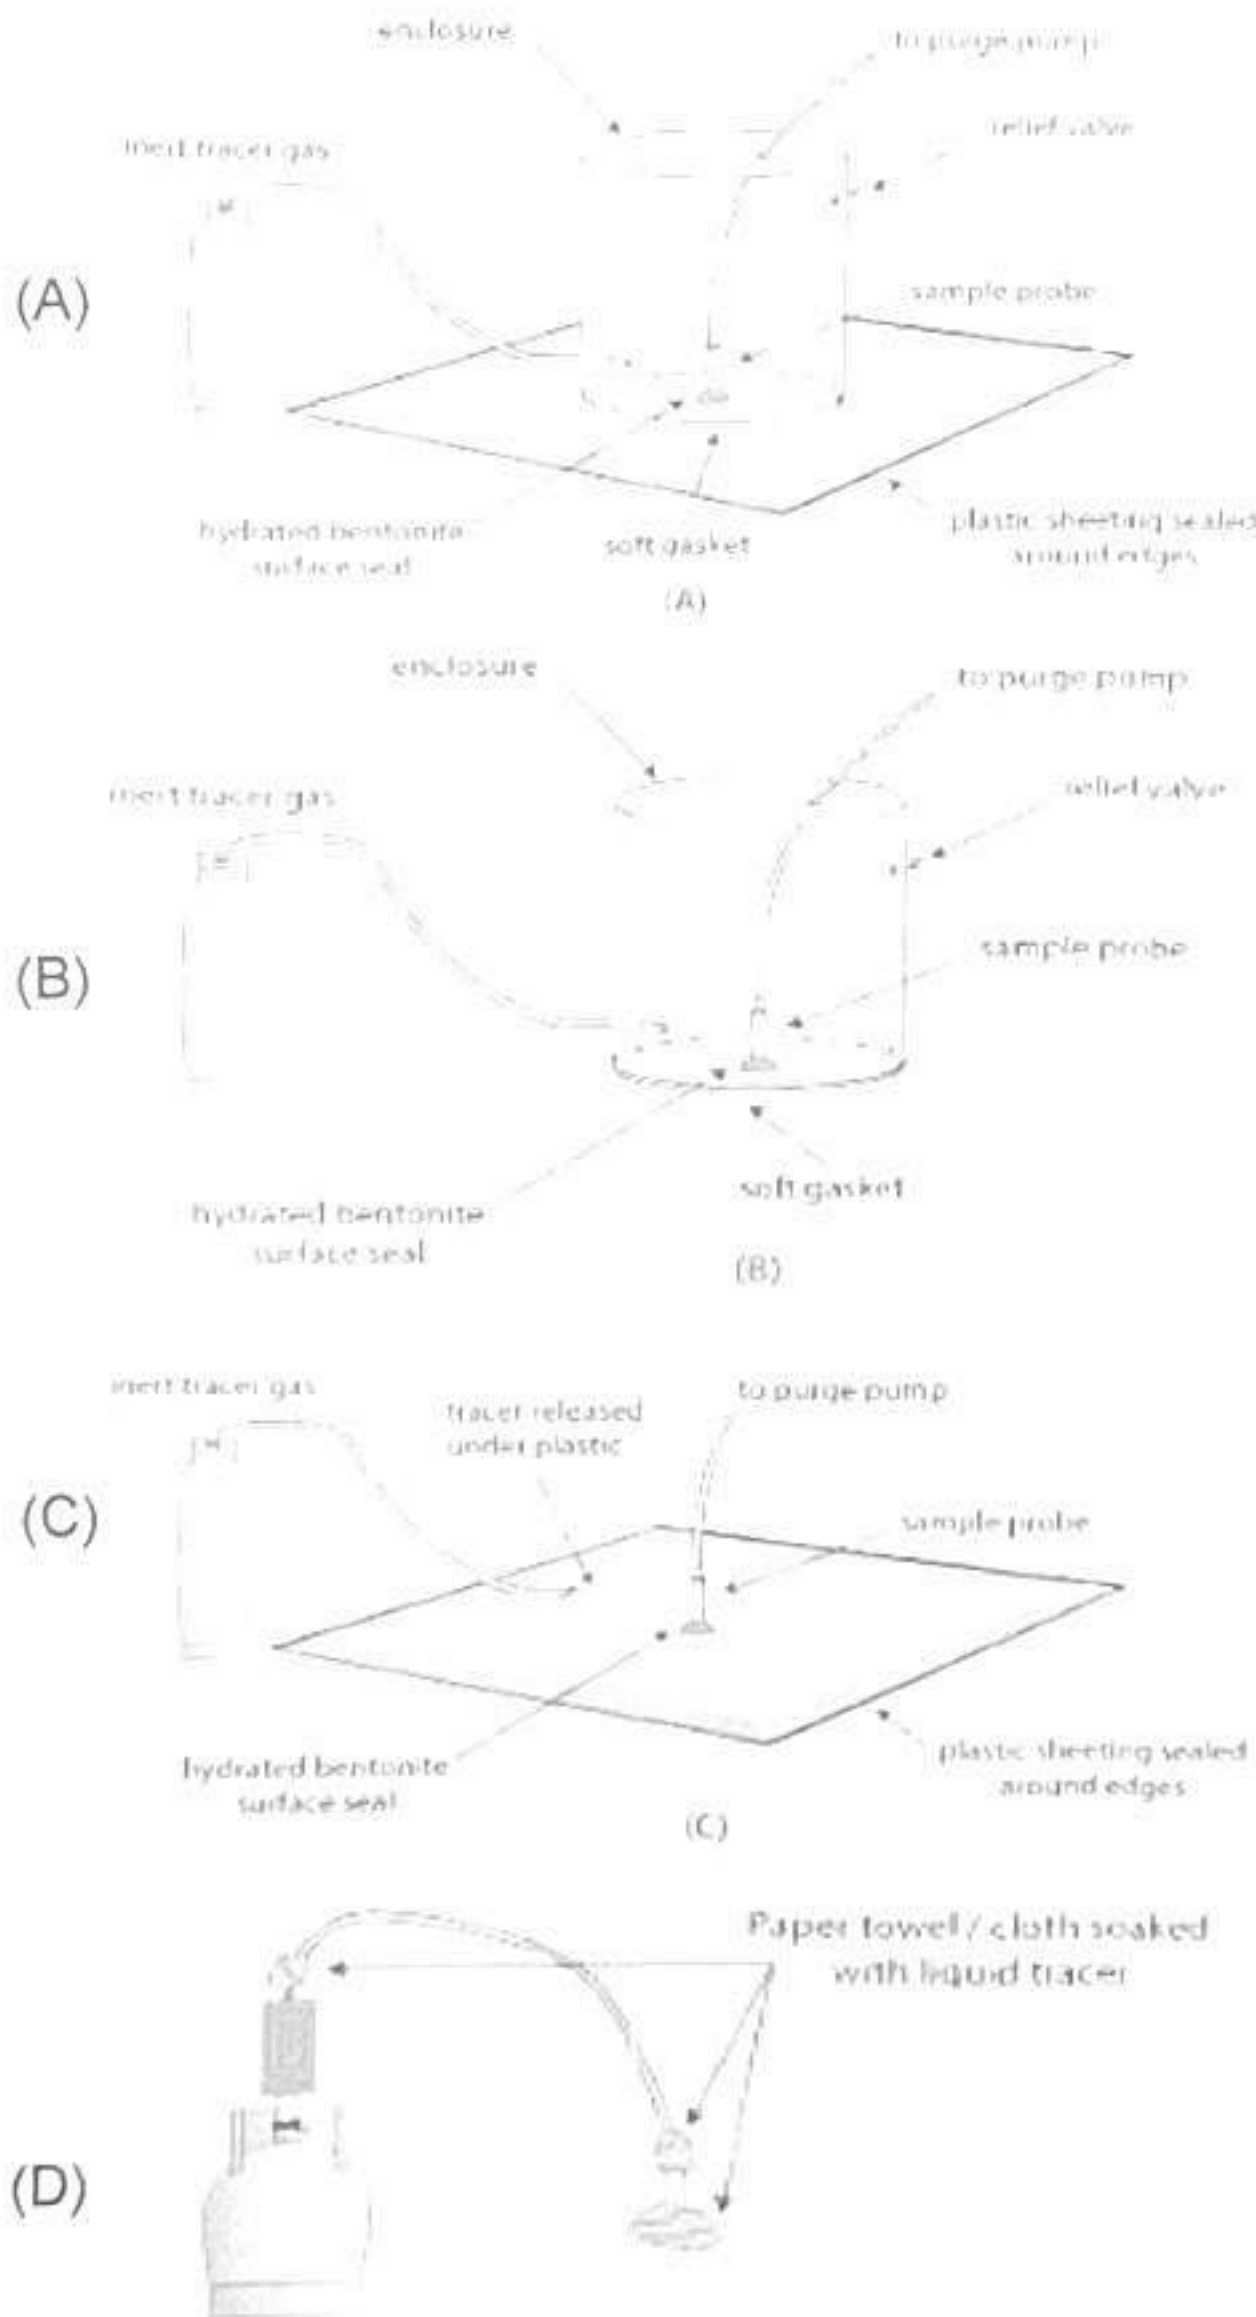 enclosure
to purge pump
inert tracer gas
relief valve
(A)
sample probe
hydrated bentonite
surface seal
soft gasket
plastic sheeting sealed
around edges
(A)
enclosure
to purge pump
inert tracer gas
relief valve
(B)
sample probe
soft gasket
hydrated bentonite
surface seal
(B)
inert tracer gas
tracer released
under plastic
to purge pump
(C)
sample probe
hydrated bentonite
surface seal
plastic sheeting sealed
around edges
(C)
Paper towel / cloth soaked
with liquid tracer
(D)